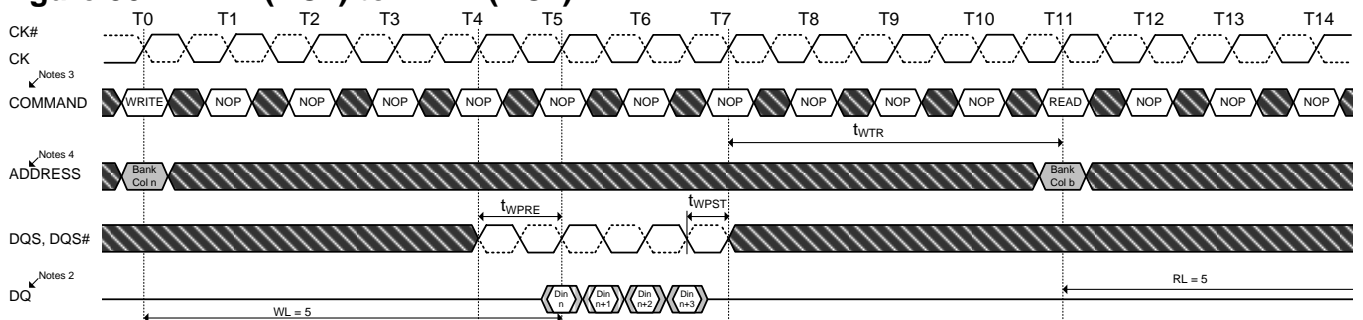 T0 T1 T2 T3 T4 T5 T6 T7 T8 T9 T10 T11 T12 T13 T14
CK#
CK
Notes 3
COMMAND WRITE NOP NOP NOP NOP NOP NOP NOP NOP NOP NOP READ NOP NOP NOP
tWTR
Notes 4
ADDRESS Bank Col n Bank Col b
tWPRE tWPST
DQS, DQS#
Notes 2
DQ Din n Din n+1 Din n+2 Din n+3
RL = 5
WL = 5